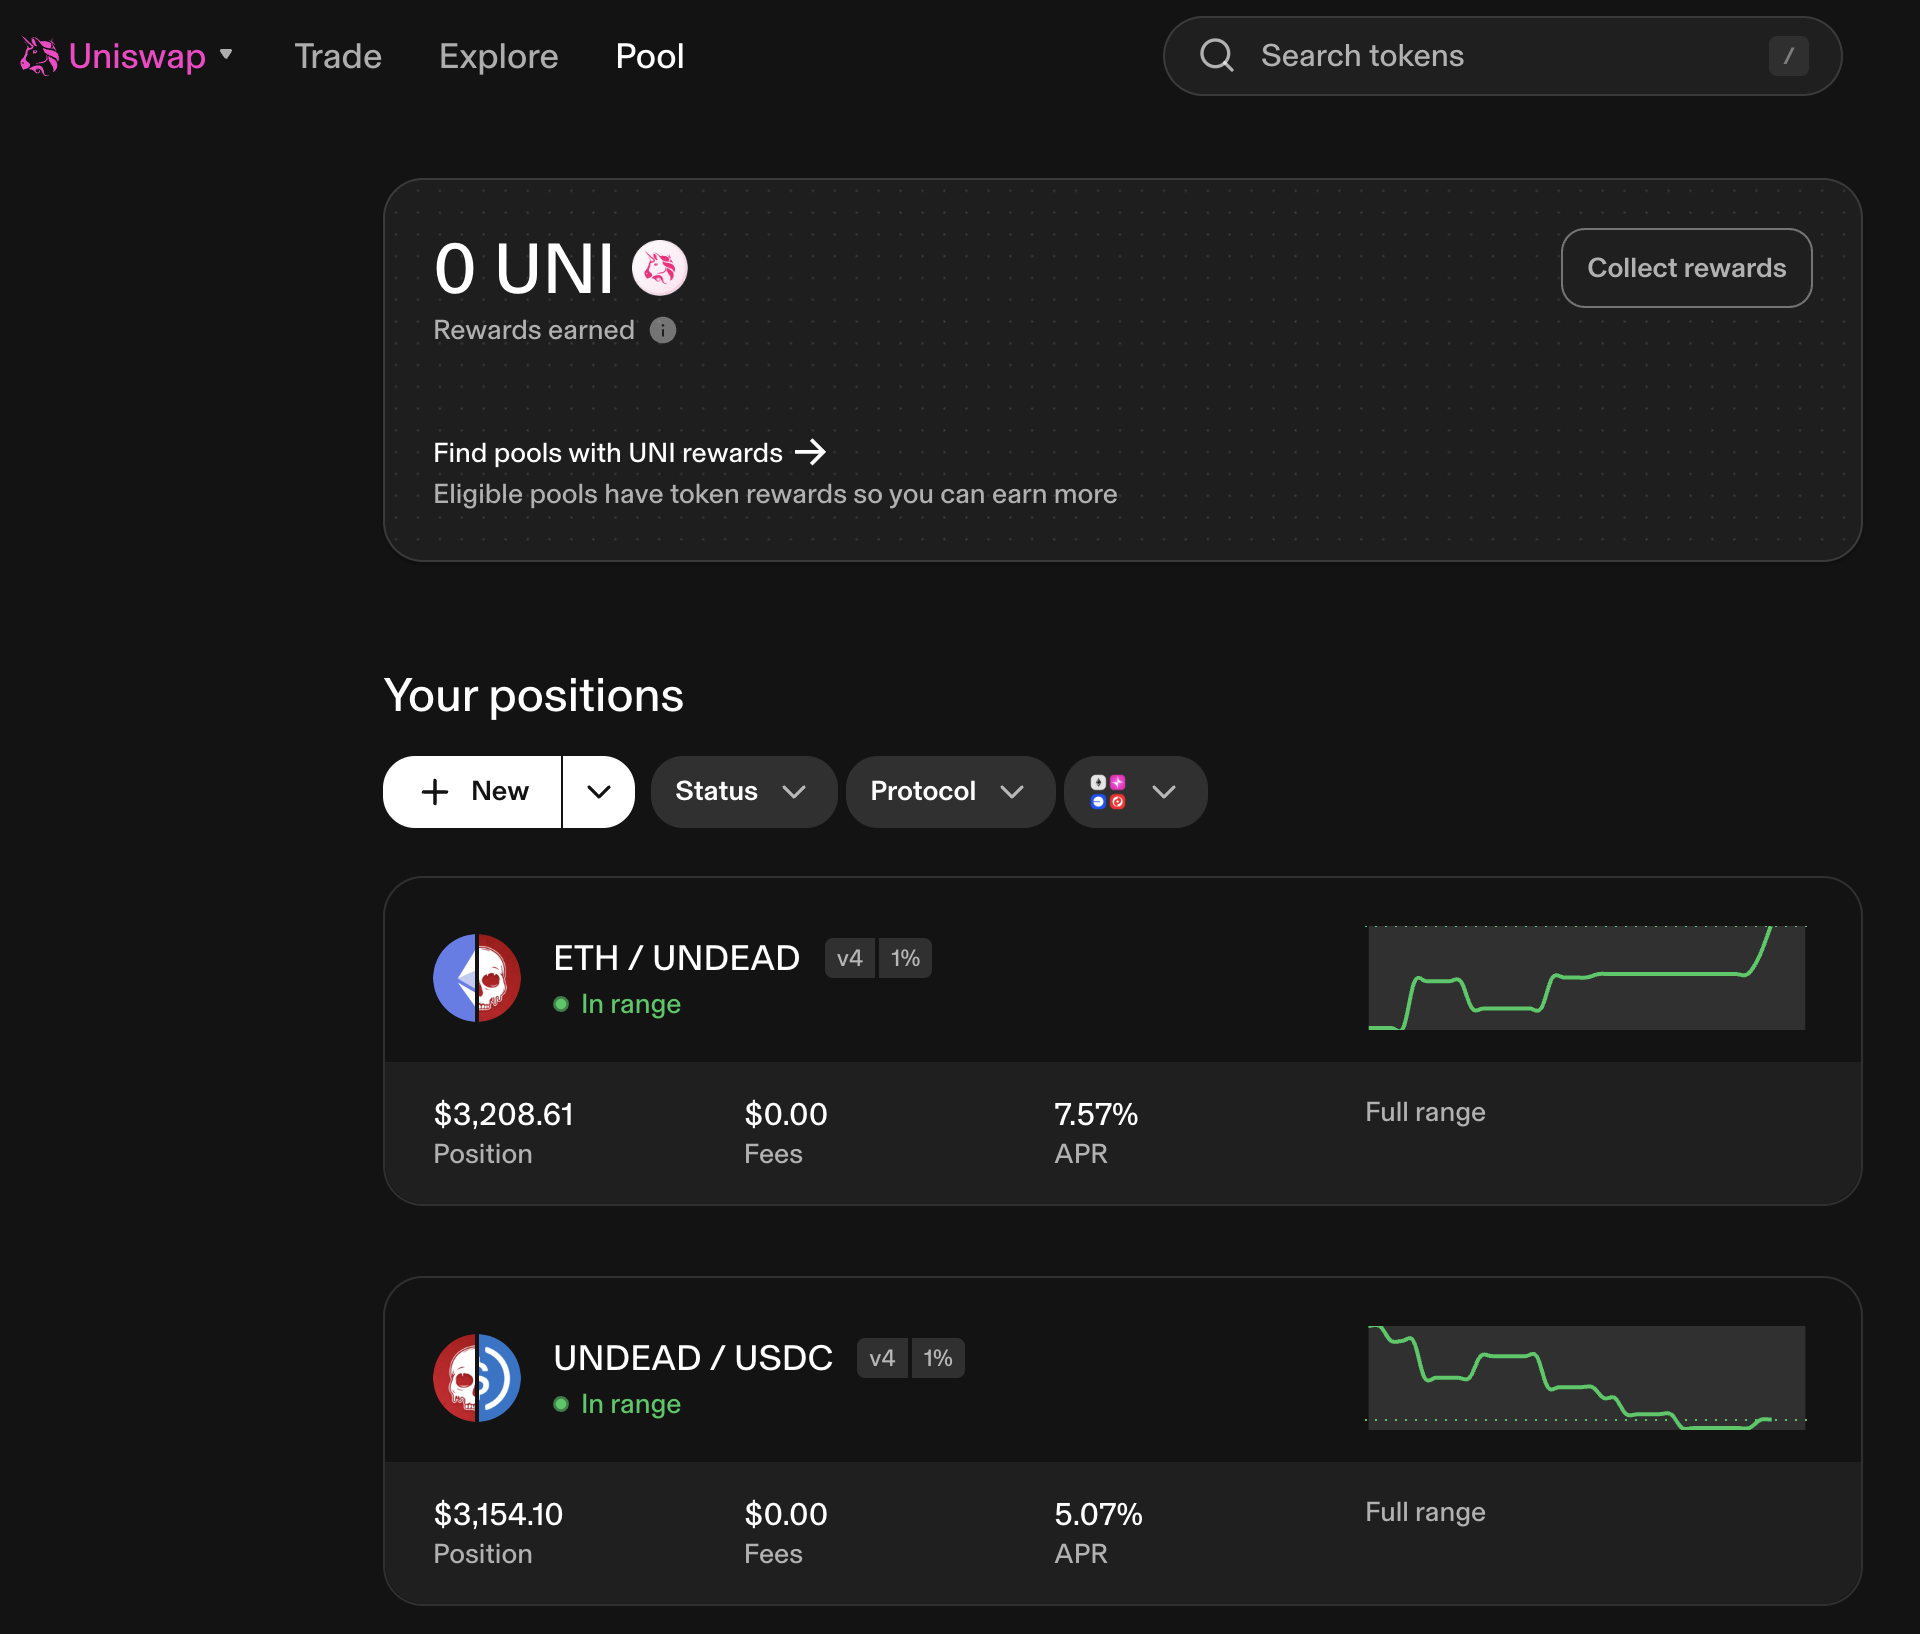 Uniswap
Trade
Explore
Pool
Search tokens
/
0 UNI
Collect rewards
Rewards earned
Find pools with UNI rewards →
Eligible pools have token rewards so you can earn more
Your positions
+ New
Status
Protocol
ETH / UNDEAD v4 1%
In range
$3,208.61 $0.00 7.57% Full range
Position Fees APR
UNDEAD / USDC v4 1%
In range
$3,154.10 $0.00 5.07% Full range
Position Fees APR